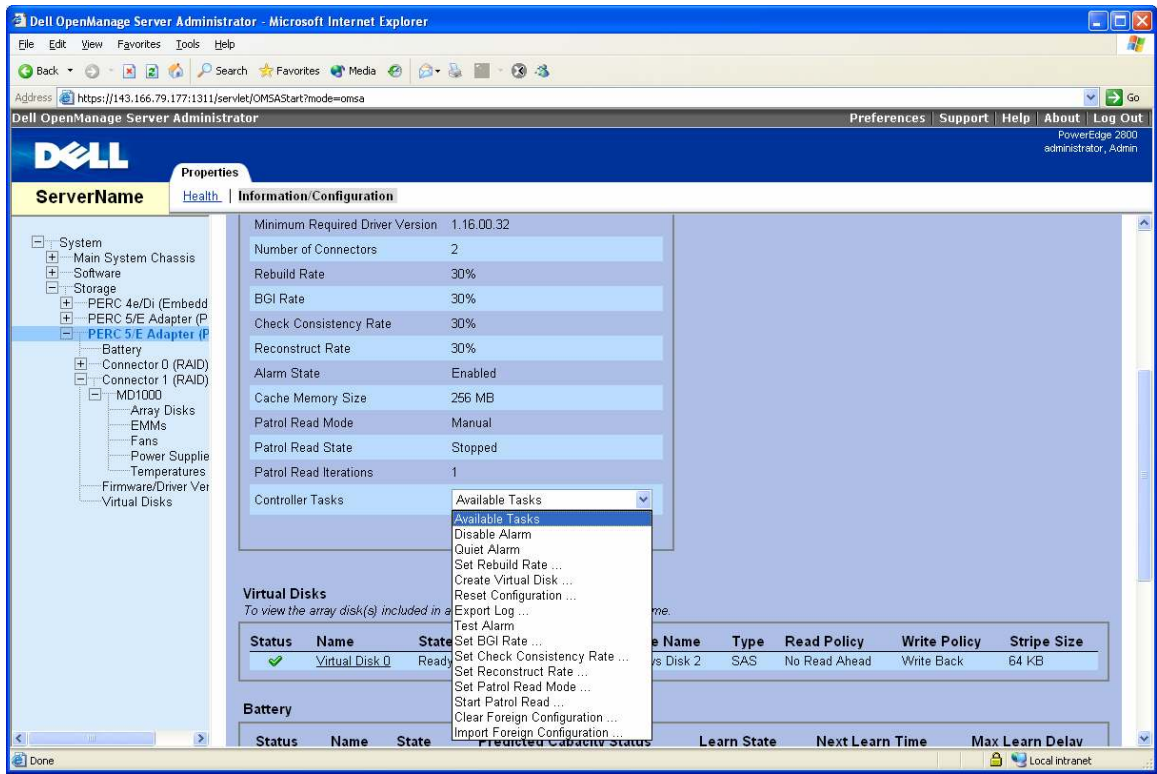 Dell OpenManage Server Administrator - Microsoft Internet Explorer
File Edit View Favorites Tools Help
Back Search Favorites Media
Address https://143.166.79.177:1311/servlet/OMSAStart?mode=omsa Go
Dell OpenManage Server Administrator Preferences Support Help About Log Out
PowerEdge 2800
administrator, Admin
DELL
Properties
ServerName Health Information/Configuration
System
Main System Chassis
Software
Storage
PERC 4e/Di (Embedd
PERC 5/E Adapter (P
PERC 5/E Adapter (P
Battery
Connector 0 (RAID)
Connector 1 (RAID)
MD1000
Array Disks
EMMs
Fans
Power Supplie
Temperatures
Firmware/Driver Ver
Virtual Disks
Minimum Required Driver Version 1.16.00.32
Number of Connectors 2
Rebuild Rate 30%
BGI Rate 30%
Check Consistency Rate 30%
Reconstruct Rate 30%
Alarm State Enabled
Cache Memory Size 256 MB
Patrol Read Mode Manual
Patrol Read State Stopped
Patrol Read Iterations 1
Controller Tasks Available Tasks
Available Tasks
Disable Alarm
Quiet Alarm
Set Rebuild Rate ...
Create Virtual Disk ...
Reset Configuration ...
Export Log ...
Test Alarm
Set BGI Rate ...
Set Check Consistency Rate ...
Set Reconstruct Rate ...
Set Patrol Read Mode ...
Start Patrol Read ...
Clear Foreign Configuration ...
Import Foreign Configuration ...
Virtual Disks
To view the array disk(s) included in a me.
Status Name State e Name Type Read Policy Write Policy Stripe Size
Virtual Disk 0 Ready vs Disk 2 SAS No Read Ahead Write Back 64 KB
Battery
Status Name State Predicted Capacity Status Learn State Next Learn Time Max Learn Delay
Done Local intranet